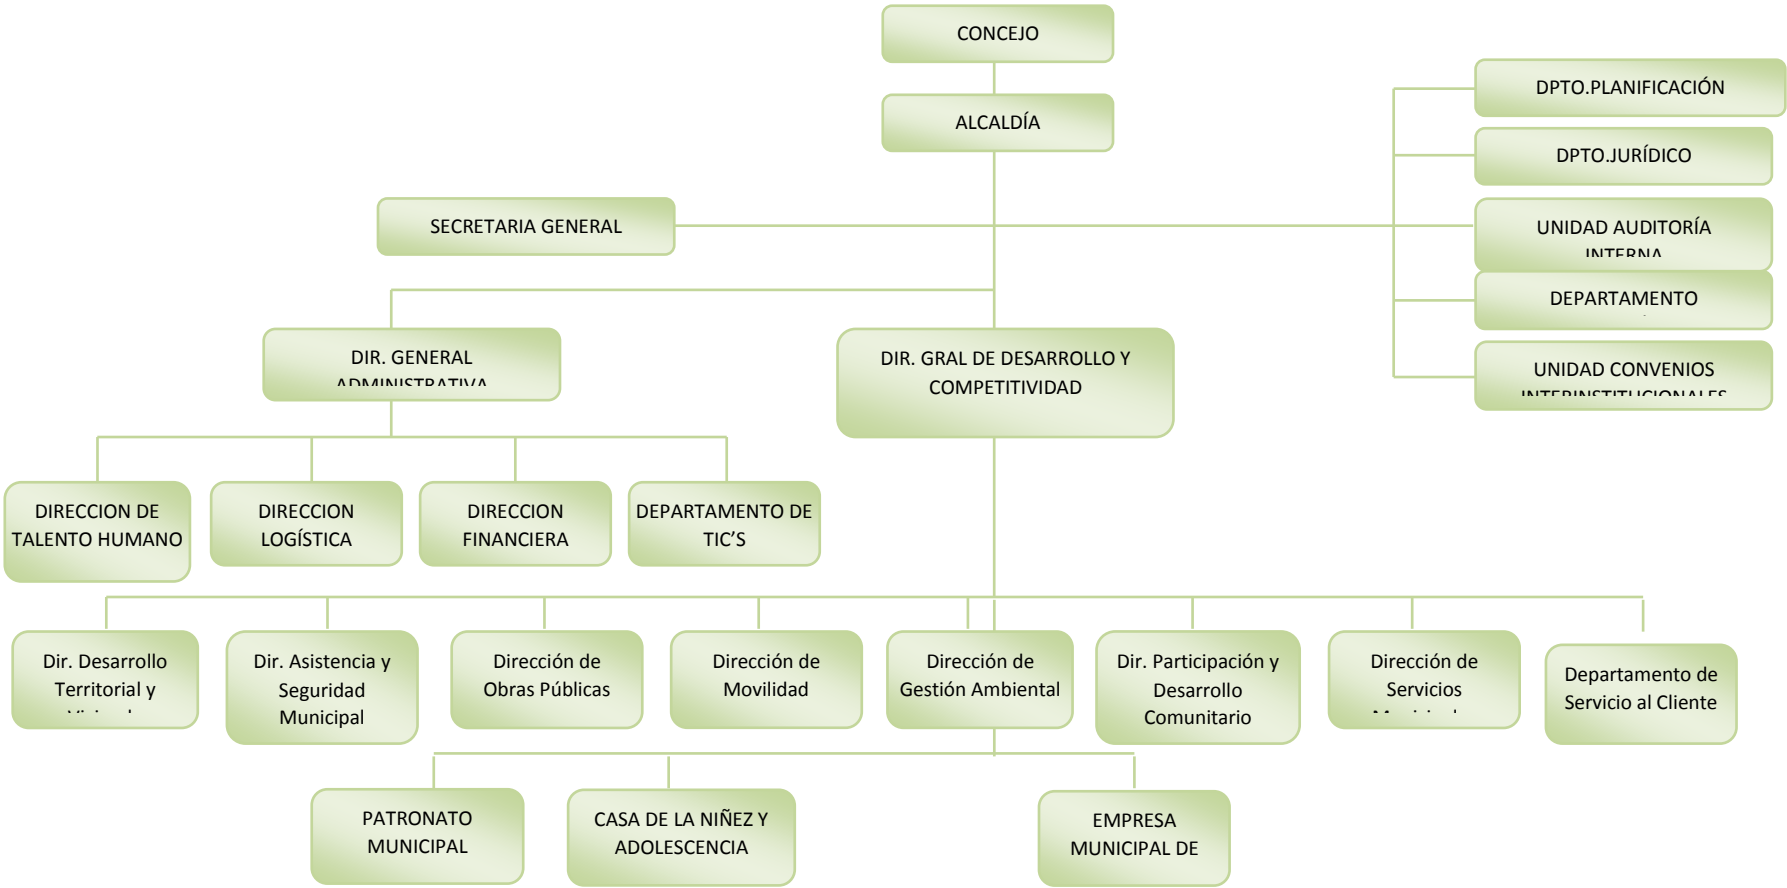 CONCEJO
ALCALDÍA
DPTO.PLANIFICACIÓN
DPTO.JURÍDICO
SECRETARIA GENERAL
UNIDAD AUDITORÍA
INTERNA
DEPARTAMENTO
UNIDAD CONVENIOS
INTERINSTITUCIONALES
DIR. GENERAL
ADMINISTRATIVA
DIR. GRAL DE DESARROLLO Y
COMPETITIVIDAD
DIRECCION DE
TALENTO HUMANO
DIRECCION
LOGÍSTICA
DIRECCION
FINANCIERA
DEPARTAMENTO DE
TIC’S
Dir. Desarrollo
Territorial y
Dir. Asistencia y
Seguridad
Municipal
Dirección de
Obras Públicas
Dirección de
Movilidad
Dirección de
Gestión Ambiental
Dir. Participación y
Desarrollo
Comunitario
Dirección de
Servicios
Departamento de
Servicio al Cliente
PATRONATO
MUNICIPAL
CASA DE LA NIÑEZ Y
ADOLESCENCIA
EMPRESA
MUNICIPAL DE